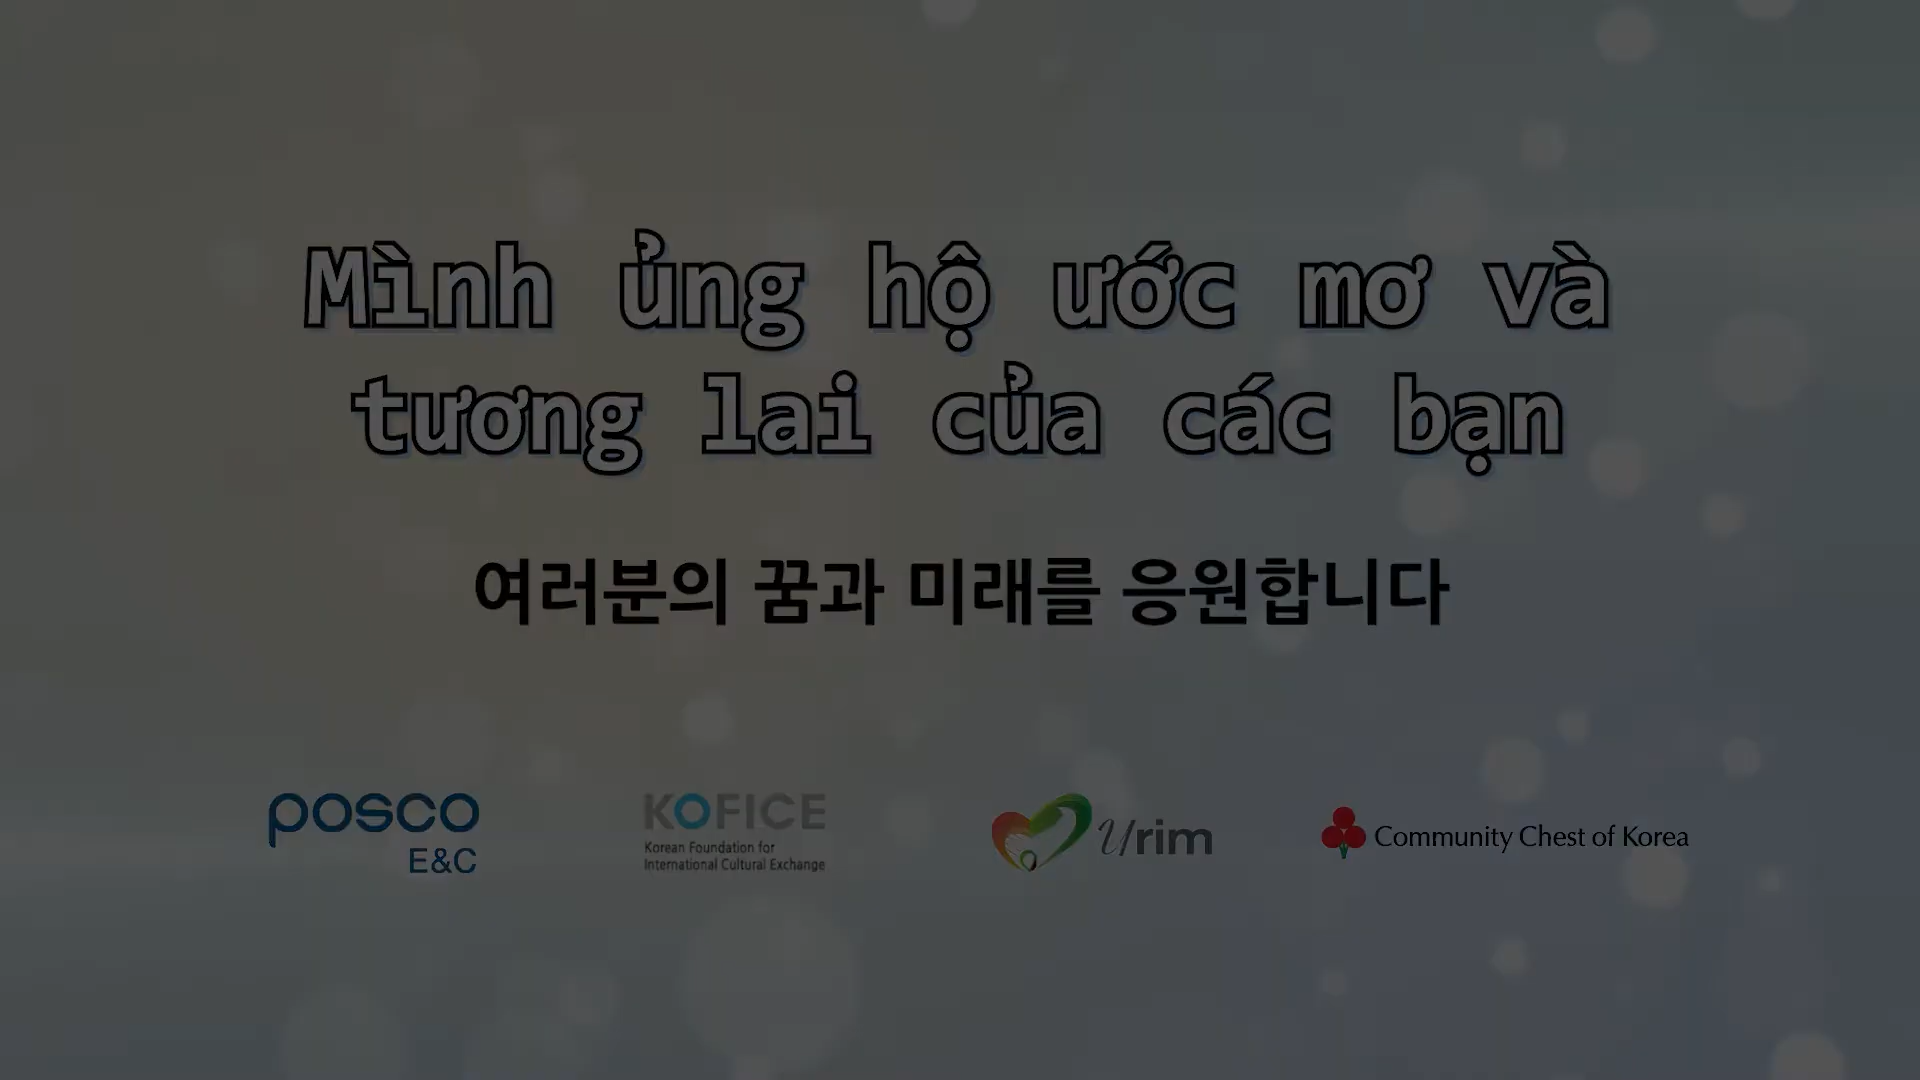 Mình ủng hộ ước mơ và
tương lai của các bạn
여러분의 꿈과 미래를 응원합니다
posco
E&C
KOFICE
Korean Foundation for
International Cultural Exchange
Urim
Community Chest of Korea